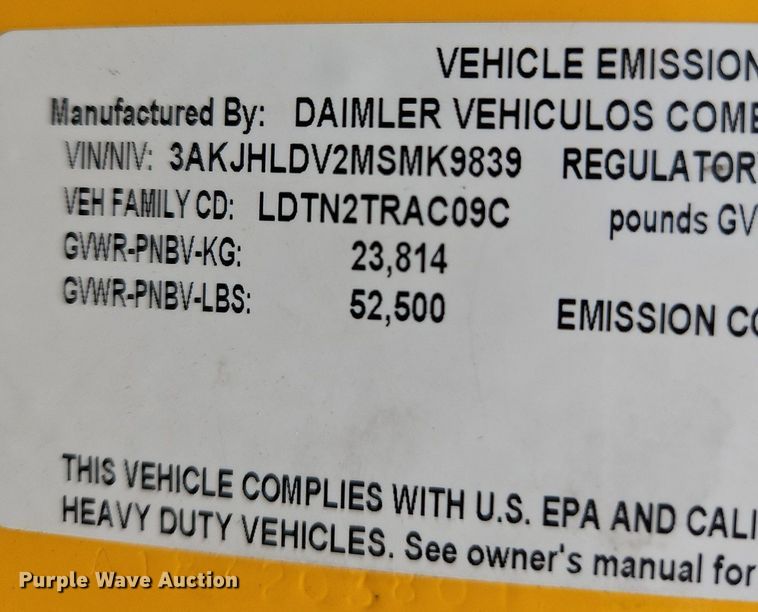 VEHICLE EMISSION
Manufactured By: DAIMLER VEHICULOS COME
VIN/NIV: 3AKJHLDV2MSMK9839 REGULATOR
VEH FAMILY CD: LDTN2TRAC09C pounds GV
GVWR-PNBV-KG: 23,814
GVWR-PNBV-LBS: 52,500 EMISSION CO
THIS VEHICLE COMPLIES WITH U.S. EPA AND CALI
HEAVY DUTY VEHICLES. See owner's manual for
Purple Wave Auction